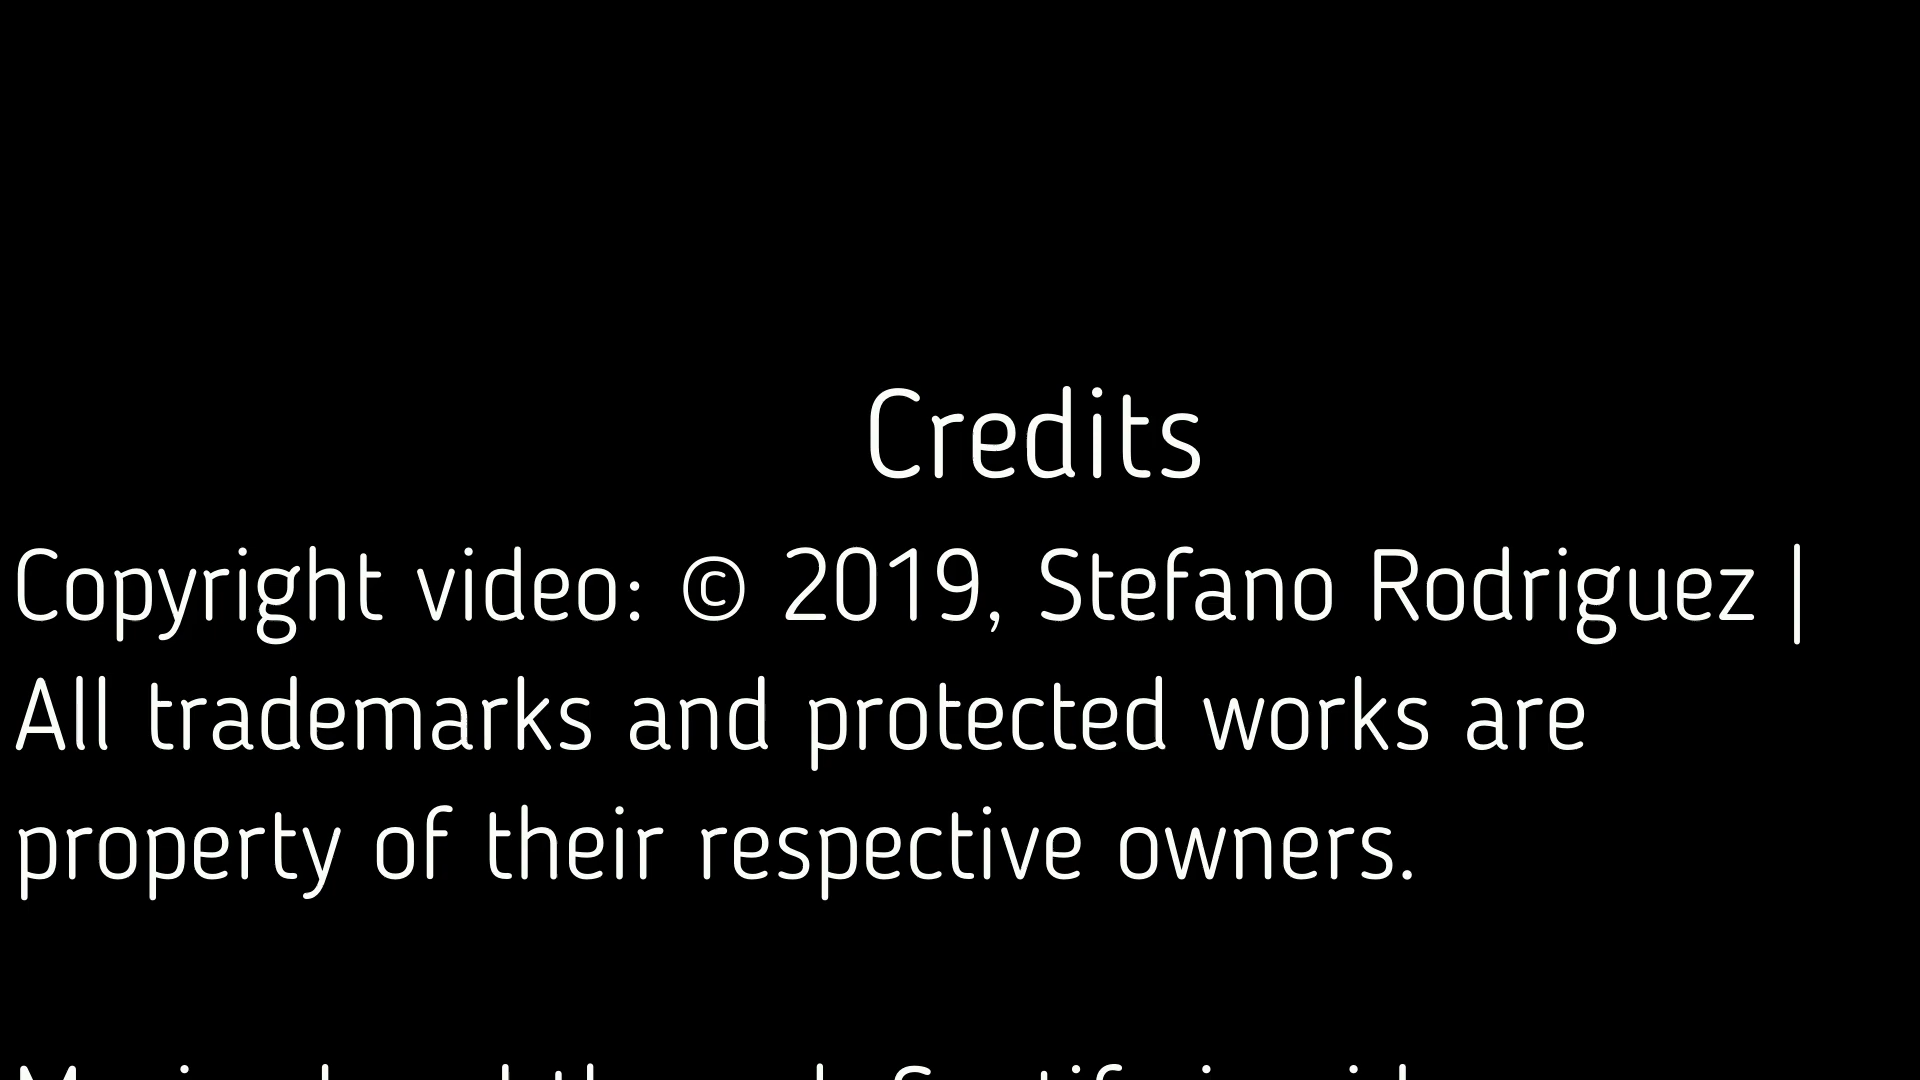 Credits
Copyright video: © 2019, Stefano Rodriguez |
All trademarks and protected works are
property of their respective owners.